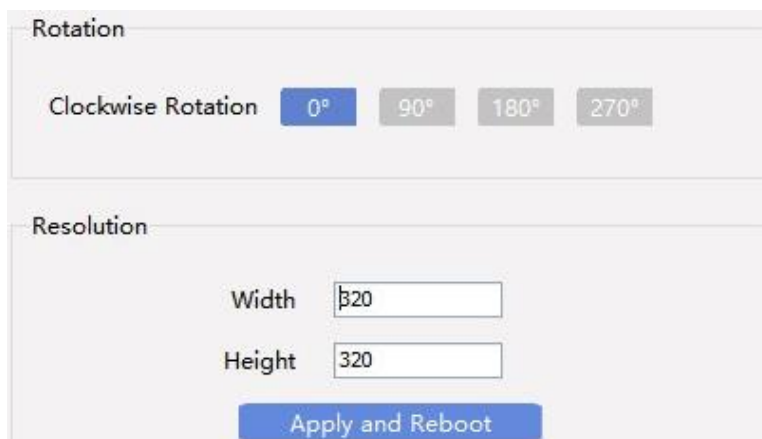 Rotation
Clockwise Rotation 0° 90° 180° 270°
Resolution
Width 320
Height 320
Apply and Reboot